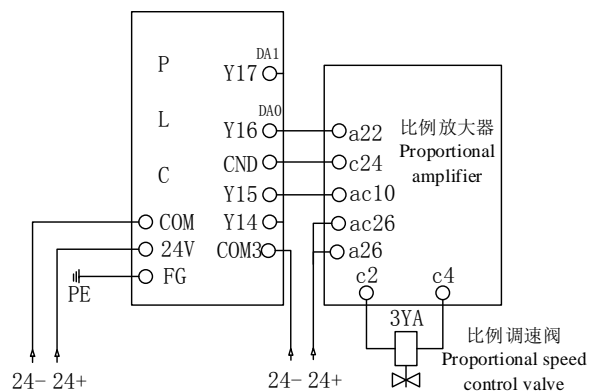 P
L
C
DA1
Y17
DA0
Y16
CND
Y15
Y14
COM3
COM
24V
FG
PE
24- 24+
a22
c24
ac10
ac26
a26
比例放大器
Proportional
amplifier
c2
c4
3YA
24- 24+
比例调速阀
Proportional speed
control valve